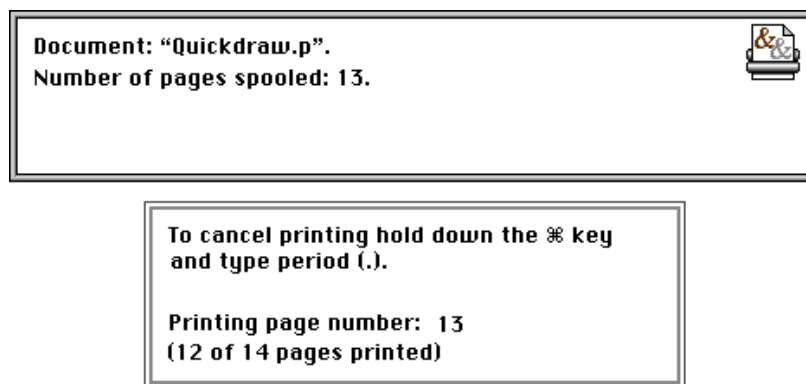 Document: “Quickdraw.p”.
Number of pages spooled: 13.
&&
To cancel printing hold down the ⌘ key
and type period (.).
Printing page number: 13
(12 of 14 pages printed)